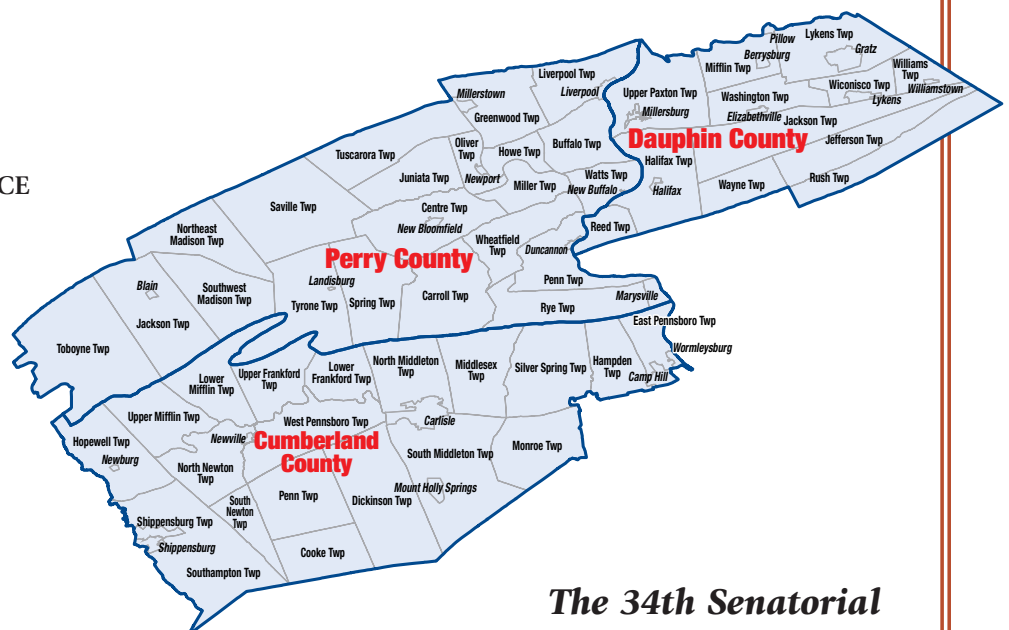 CE
Pillow
Lykens Twp
Berrysburg
Gratz
Mifflin Twp
Williams
Twp
Liverpool Twp
Liverpool
Millerstown
Upper Paxton Twp
Washington Twp
Wiconisco Twp
Williamstown
Lykens
Millersburg
Elizabethville
Jackson Twp
Greenwood Twp
Dauphin County
Jefferson Twp
Oliver
Twp
Howe Twp
Buffalo Twp
Tuscarora Twp
Halifax Twp
Juniata Twp
Newport
Miller Twp
Watts Twp
New Buffalo
Halifax
Wayne Twp
Rush Twp
Saville Twp
Centre Twp
New Bloomfield
Reed Twp
Northeast
Madison Twp
Wheatfield
Twp
Duncannon
Perry County
Blain
Southwest
Madison Twp
Landisburg
Tyrone Twp
Spring Twp
Carroll Twp
Penn Twp
Marysville
Rye Twp
Jackson Twp
Toboyne Twp
East Pennsboro Twp
Wormleysburg
Lower
Mifflin Twp
Upper Frankford
Twp
Lower
Frankford Twp
North Middleton
Twp
Middlesex
Twp
Silver Spring Twp
Hampden
Twp
Camp Hill
Upper Mifflin Twp
West Pennsboro Twp
Carlisle
Hopewell Twp
Newburg
Newville
Cumberland
County
South Middleton Twp
Monroe Twp
North Newton
Twp
Mount Holly Springs
South
Newton
Twp
Penn Twp
Dickinson Twp
Shippensburg Twp
Shippensburg
Cooke Twp
Southampton Twp
The 34th Senatorial